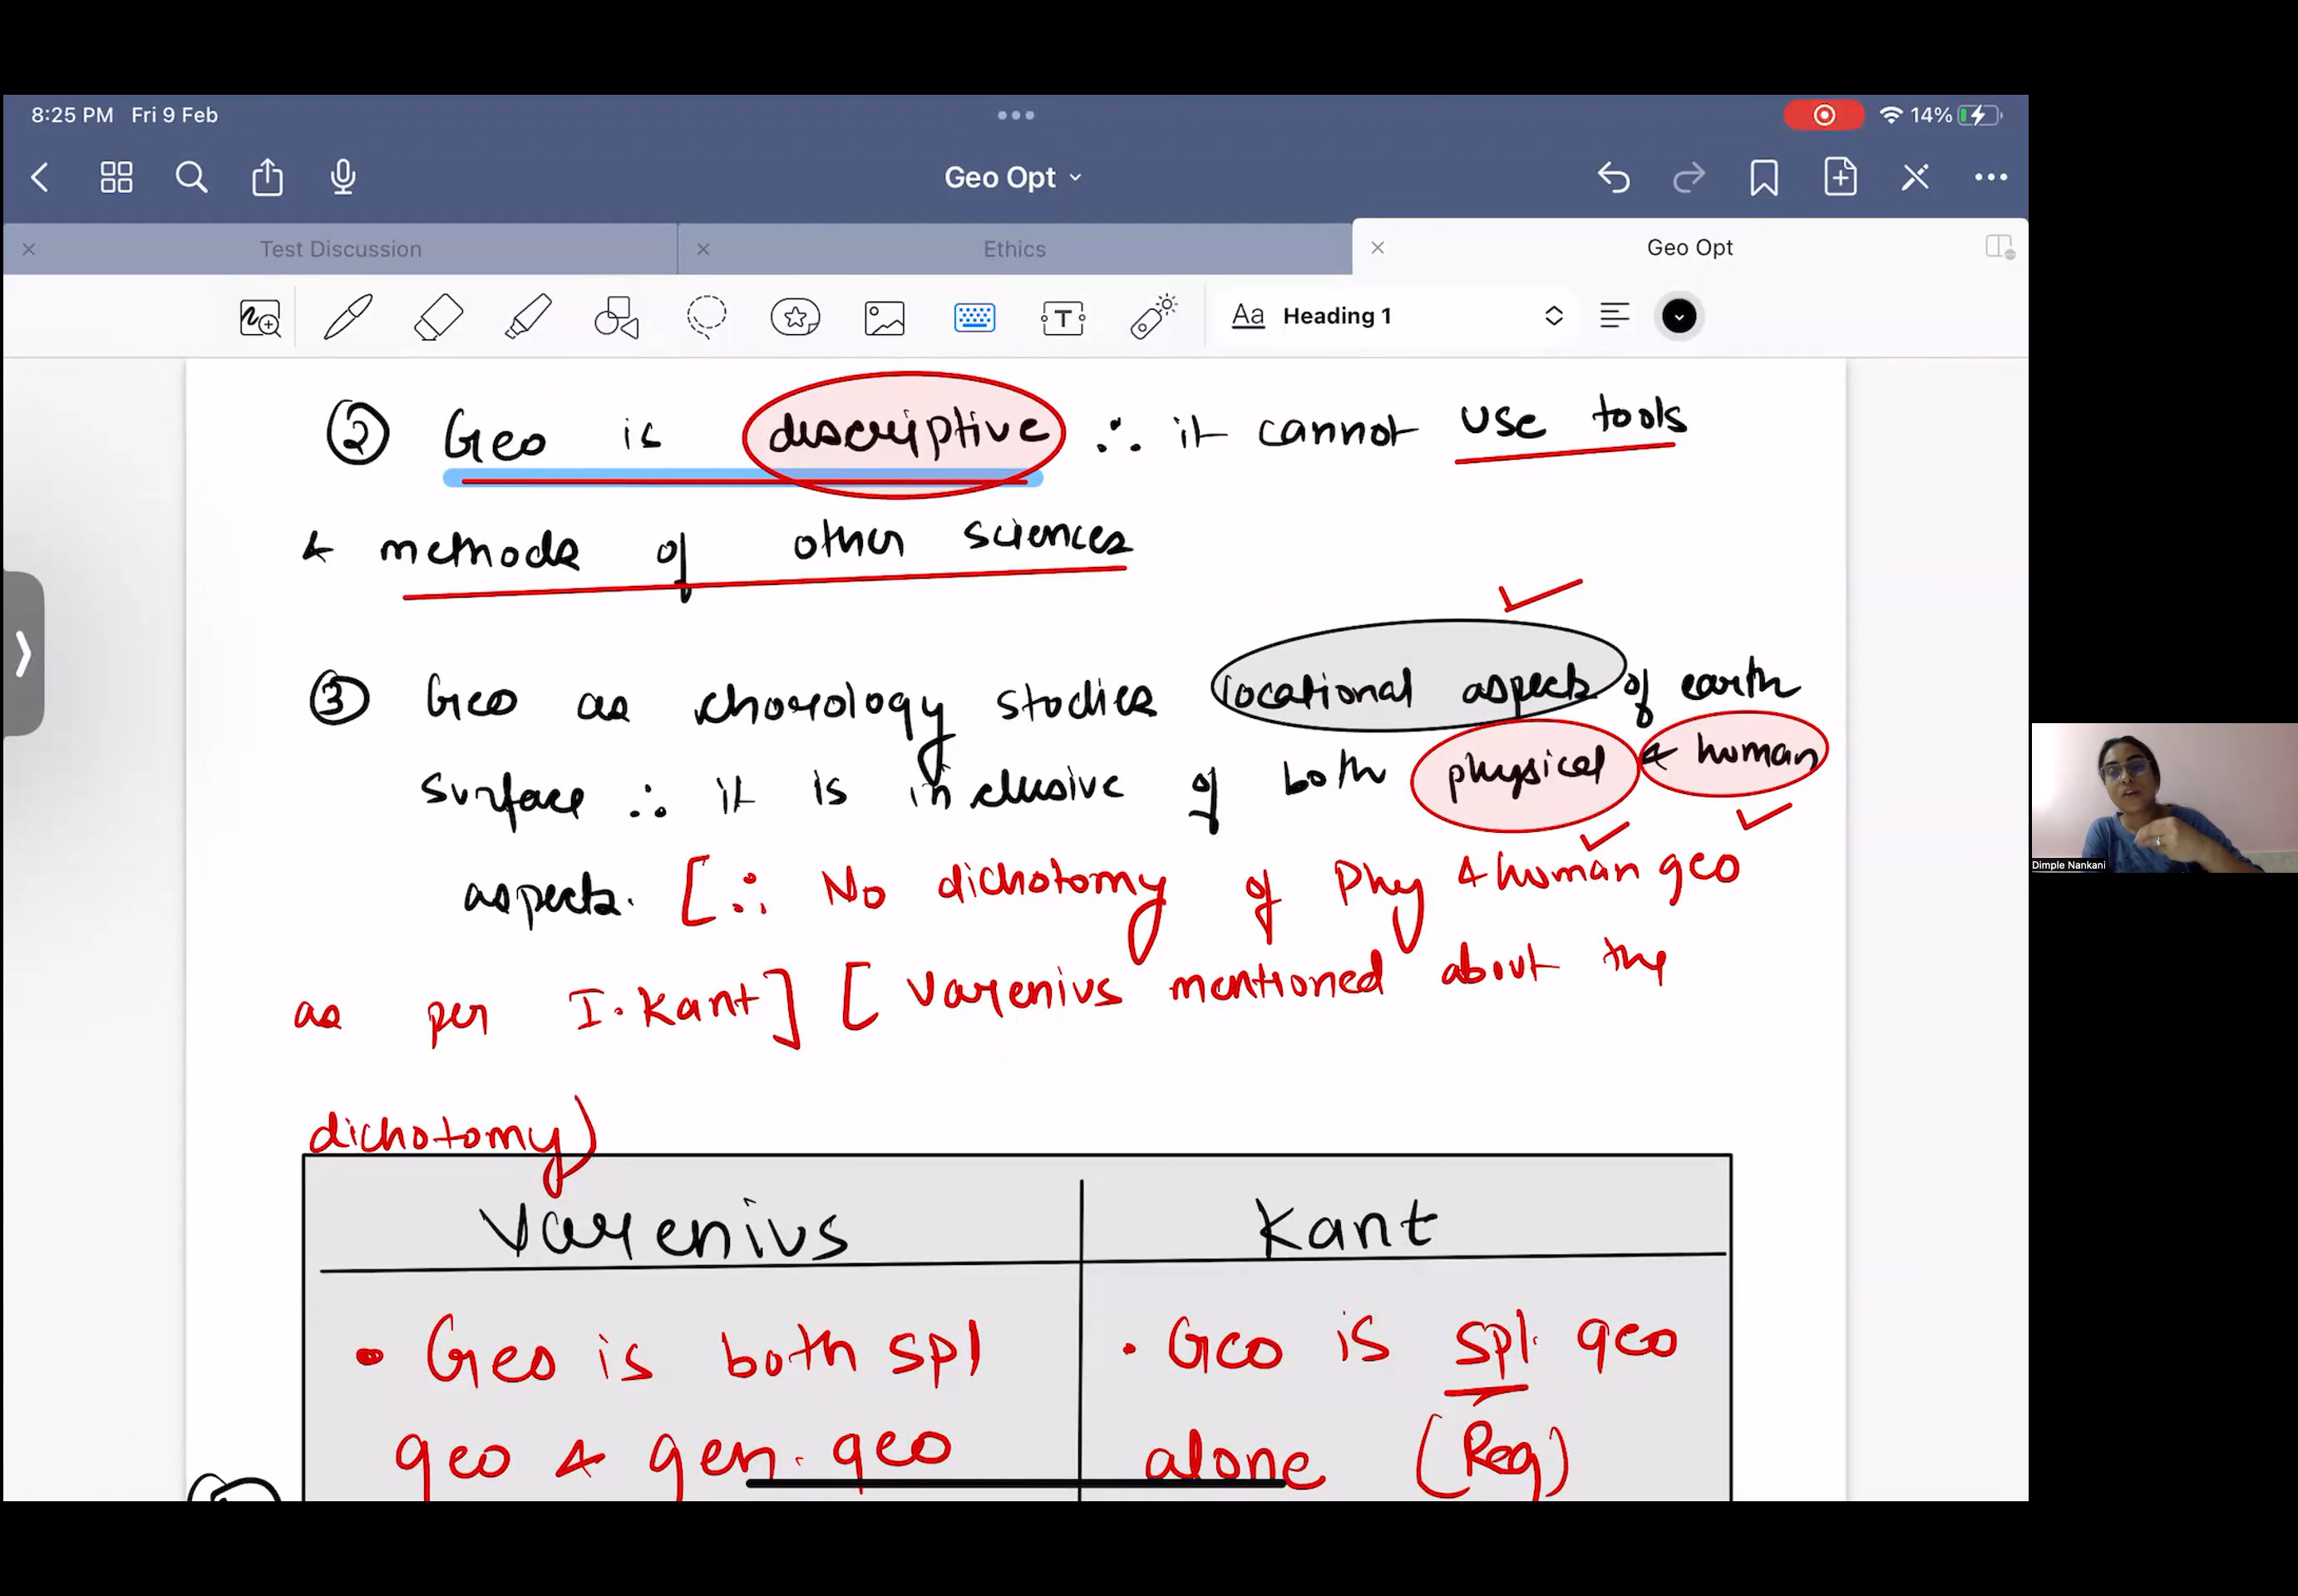 8:25 PM Fri 9 Feb
14%
Geo Opt
Test Discussion
Ethics
Geo Opt
Aa Heading 1
② Geo is descriptive ∴ it cannot use tools
& methods of other sciences
③ Geo as chorology studies locational aspects of earth
surface ∴ it is inclusive of both physical & human
aspects. [∴ No dichotomy of Phy & human geo
as per I. Kant] [Varenius mentioned about the
dichotomy)
Varenius Kant
• Geo is both spl • Geo is spl. geo
geo & gen. geo alone (Reg)
Dimple Nankani